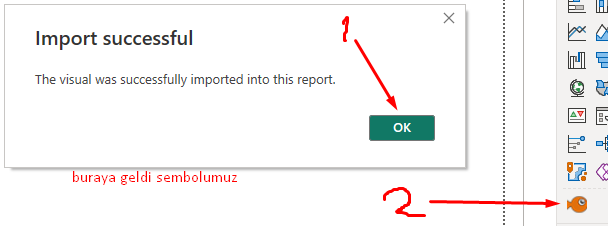 Import successful
1
The visual was successfully imported into this report.
OK
buraya geldi sembolumuz
2